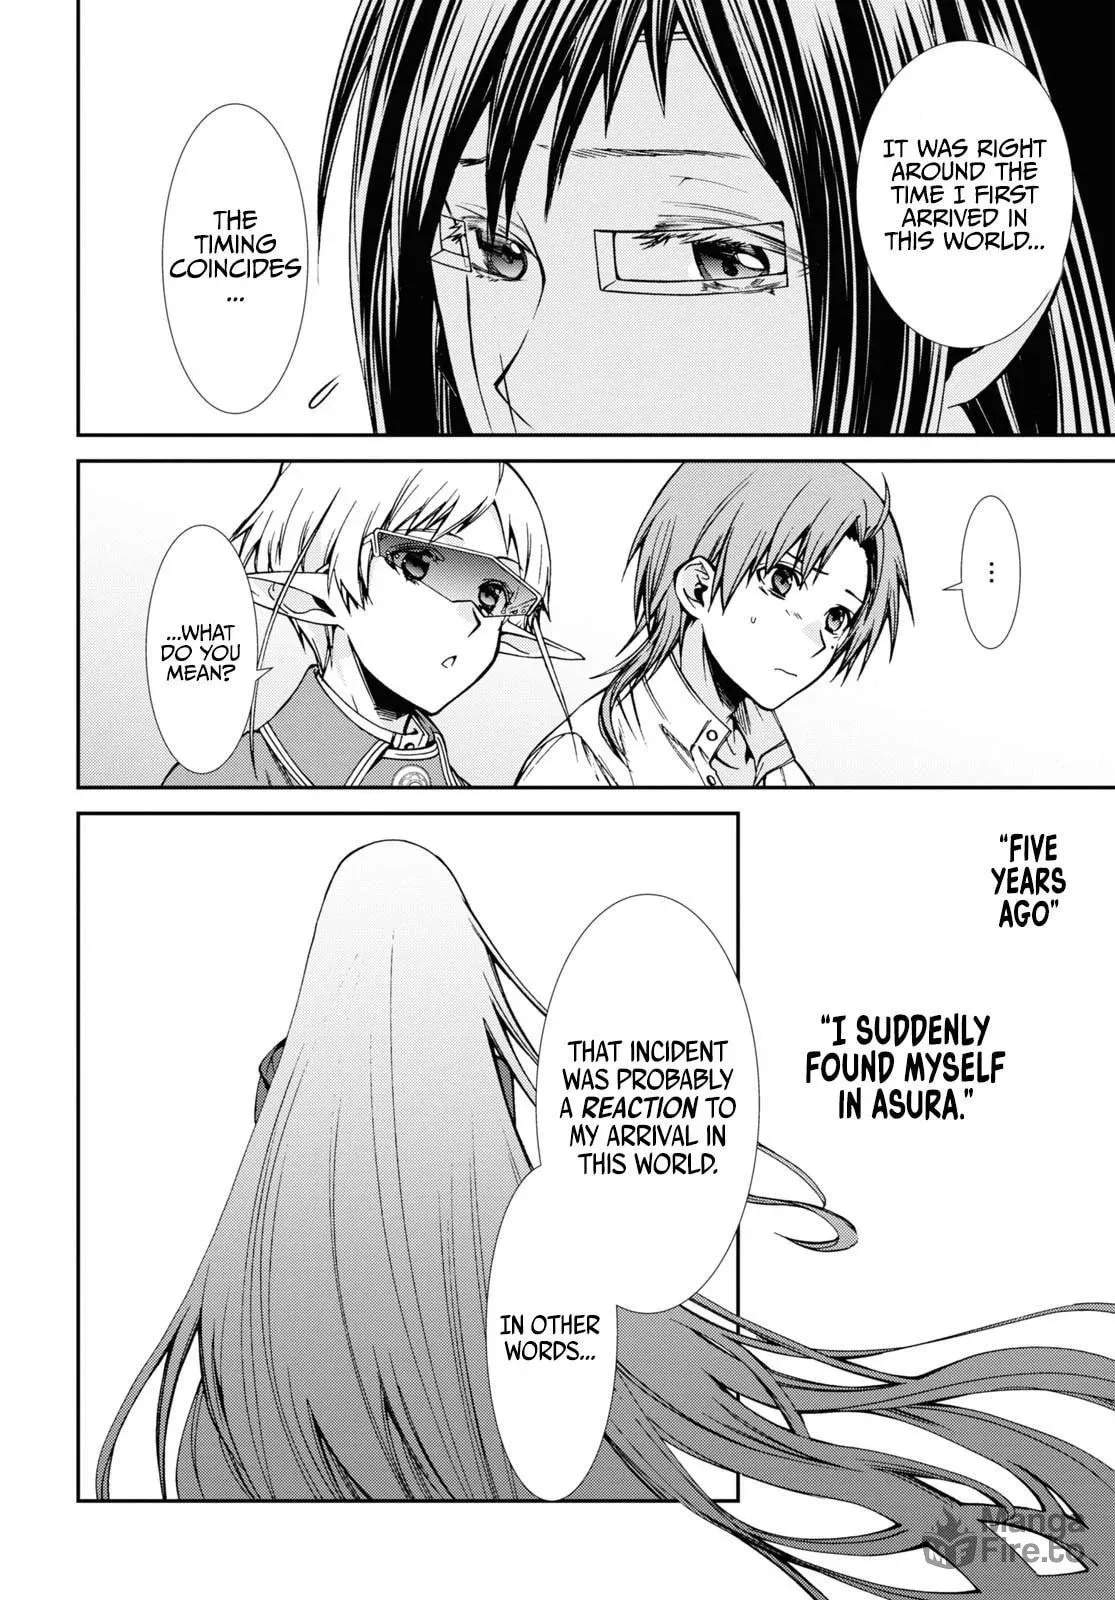 IT WAS RIGHT
AROUND THE
TIME I FIRST
ARRIVED IN
THIS WORLD...
THE
TIMING
COINCIDES
...
...
...WHAT
DO YOU
MEAN?
"FIVE
YEARS
AGO"
"I SUDDENLY
FOUND MYSELF
IN ASURA."
THAT INCIDENT
WAS PROBABLY
A REACTION TO
MY ARRIVAL IN
THIS WORLD.
IN OTHER
WORDS...
Manga
Fire.to